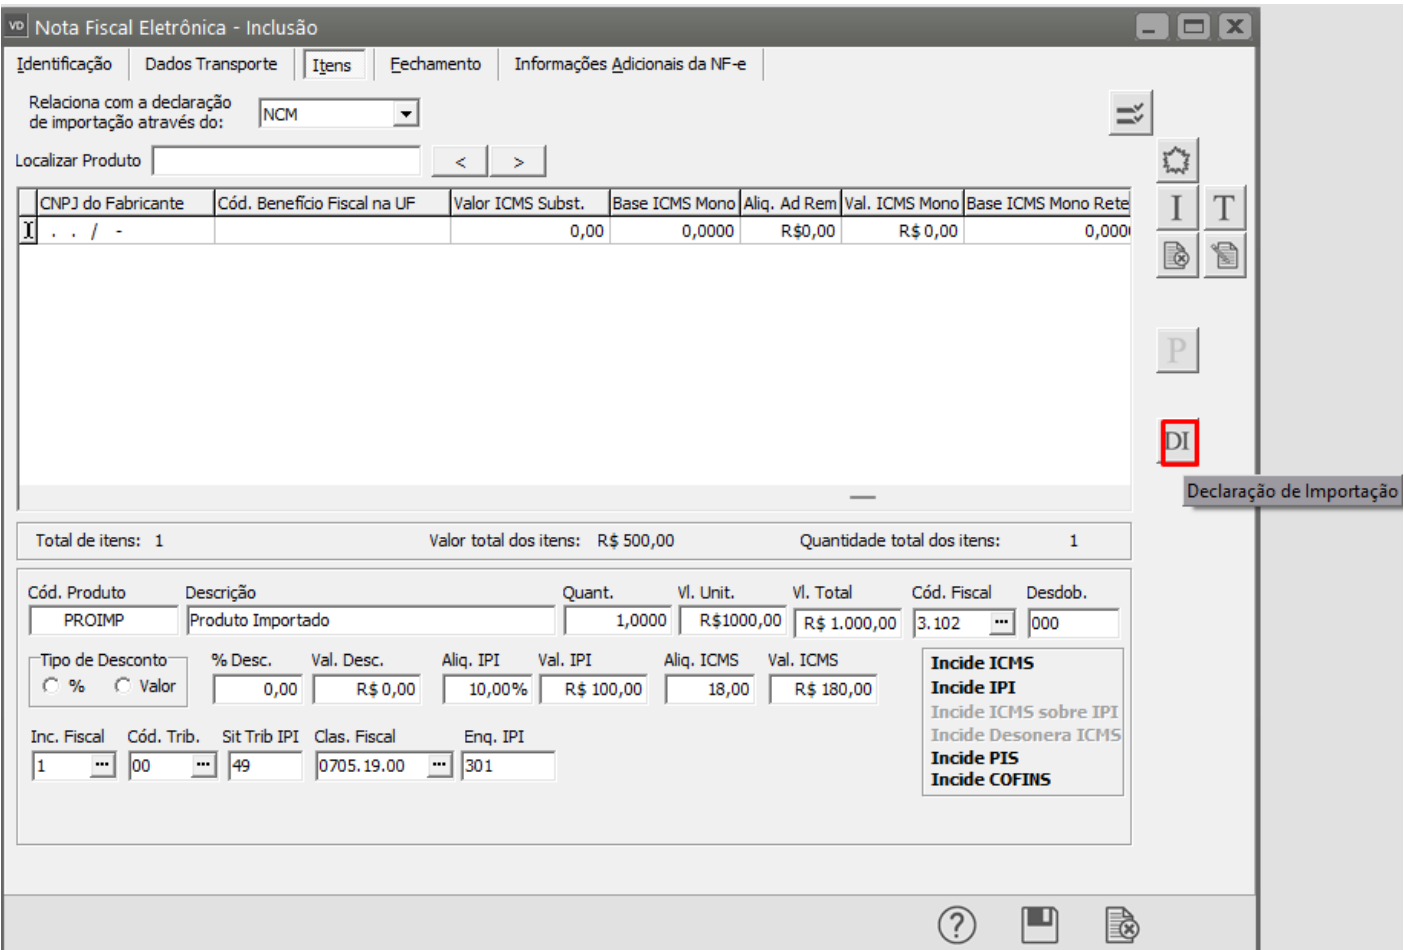 VD Nota Fiscal Eletrônica - Inclusão
Identificação Dados Transporte Itens Fechamento Informações Adicionais da NF-e
Relaciona com a declaração
de importação através do: NCM
Localizar Produto < >
CNPJ do Fabricante Cód. Benefício Fiscal na UF Valor ICMS Subst. Base ICMS Mono Aliq. Ad Rem Val. ICMS Mono Base ICMS Mono Rete
. . / - 0,00 0,0000 R$0,00 R$ 0,00 0,000
I T
P
DI
Declaração de Importação
Total de itens: 1 Valor total dos itens: R$ 500,00 Quantidade total dos itens: 1
Cód. Produto Descrição Quant. Vl. Unit. Vl. Total Cód. Fiscal Desdob.
PROIMP Produto Importado 1,0000 R$1000,00 R$ 1.000,00 3.102 ... 000
Tipo de Desconto % Desc. Val. Desc. Aliq. IPI Val. IPI Aliq. ICMS Val. ICMS
% Valor 0,00 R$ 0,00 10,00% R$ 100,00 18,00 R$ 180,00
Incide ICMS
Incide IPI
Incide ICMS sobre IPI
Incide Desonera ICMS
Incide PIS
Incide COFINS
Inc. Fiscal Cód. Trib. Sit Trib IPI Clas. Fiscal Enq. IPI
1 ... 00 ... 49 0705.19.00 ... 301
?